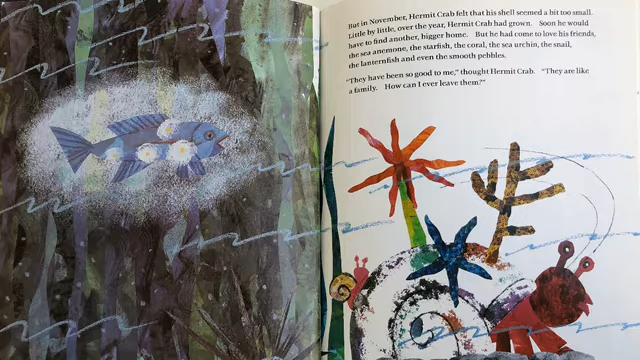 But in November, Hermit Crab felt that his shell seemed a bit too small.
Little by little, over the year, Hermit Crab had grown. Soon he would
have to find another, bigger home. But he had come to love his friends,
the sea anemone, the starfish, the coral, the sea urchin, the snail,
the lanternfish and even the smooth pebbles.
“They have been so good to me,” thought Hermit Crab. “They are like
a family. How can I ever leave them?”